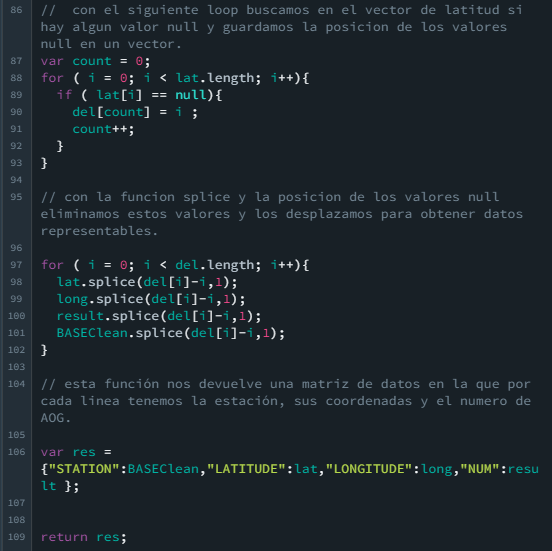 86 //  con el siguiente loop buscamos en el vector de latitud si
hay algun valor null y guardamos la posicion de los valores
null en un vector.
87 var count = 0;
88 for ( i = 0; i < lat.length; i++){
89   if ( lat[i] == null){
90     del[count] = i ;
91     count++;
92   }
93 }
94
95 // con la funcion splice y la posicion de los valores null
eliminamos estos valores y los desplazamos para obtener datos
representables.
96
97 for ( i = 0; i < del.length; i++){
98   lat.splice(del[i]-i,1);
99   long.splice(del[i]-i,1);
100   result.splice(del[i]-i,1);
101   BASEClean.splice(del[i]-i,1);
102 }
103
104 // esta función nos devuelve una matriz de datos en la que por
cada linea tenemos la estación, sus coordenadas y el numero de
AOG.
105
106 var res =
{"STATION":BASEClean,"LATITUDE":lat,"LONGITUDE":long,"NUM":resu
lt };
107
108
109 return res;